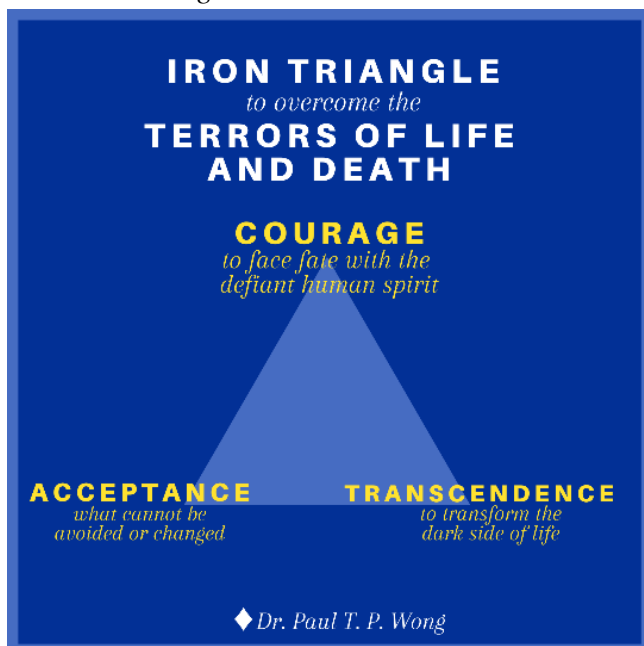 IRON TRIANGLE
to overcome the
TERRORS OF LIFE
AND DEATH
COURAGE
to face fate with the
defiant human spirit
ACCEPTANCE
what cannot be
avoided or changed
TRANSCENDENCE
to transform the
dark side of life
Dr. Paul T. P. Wong